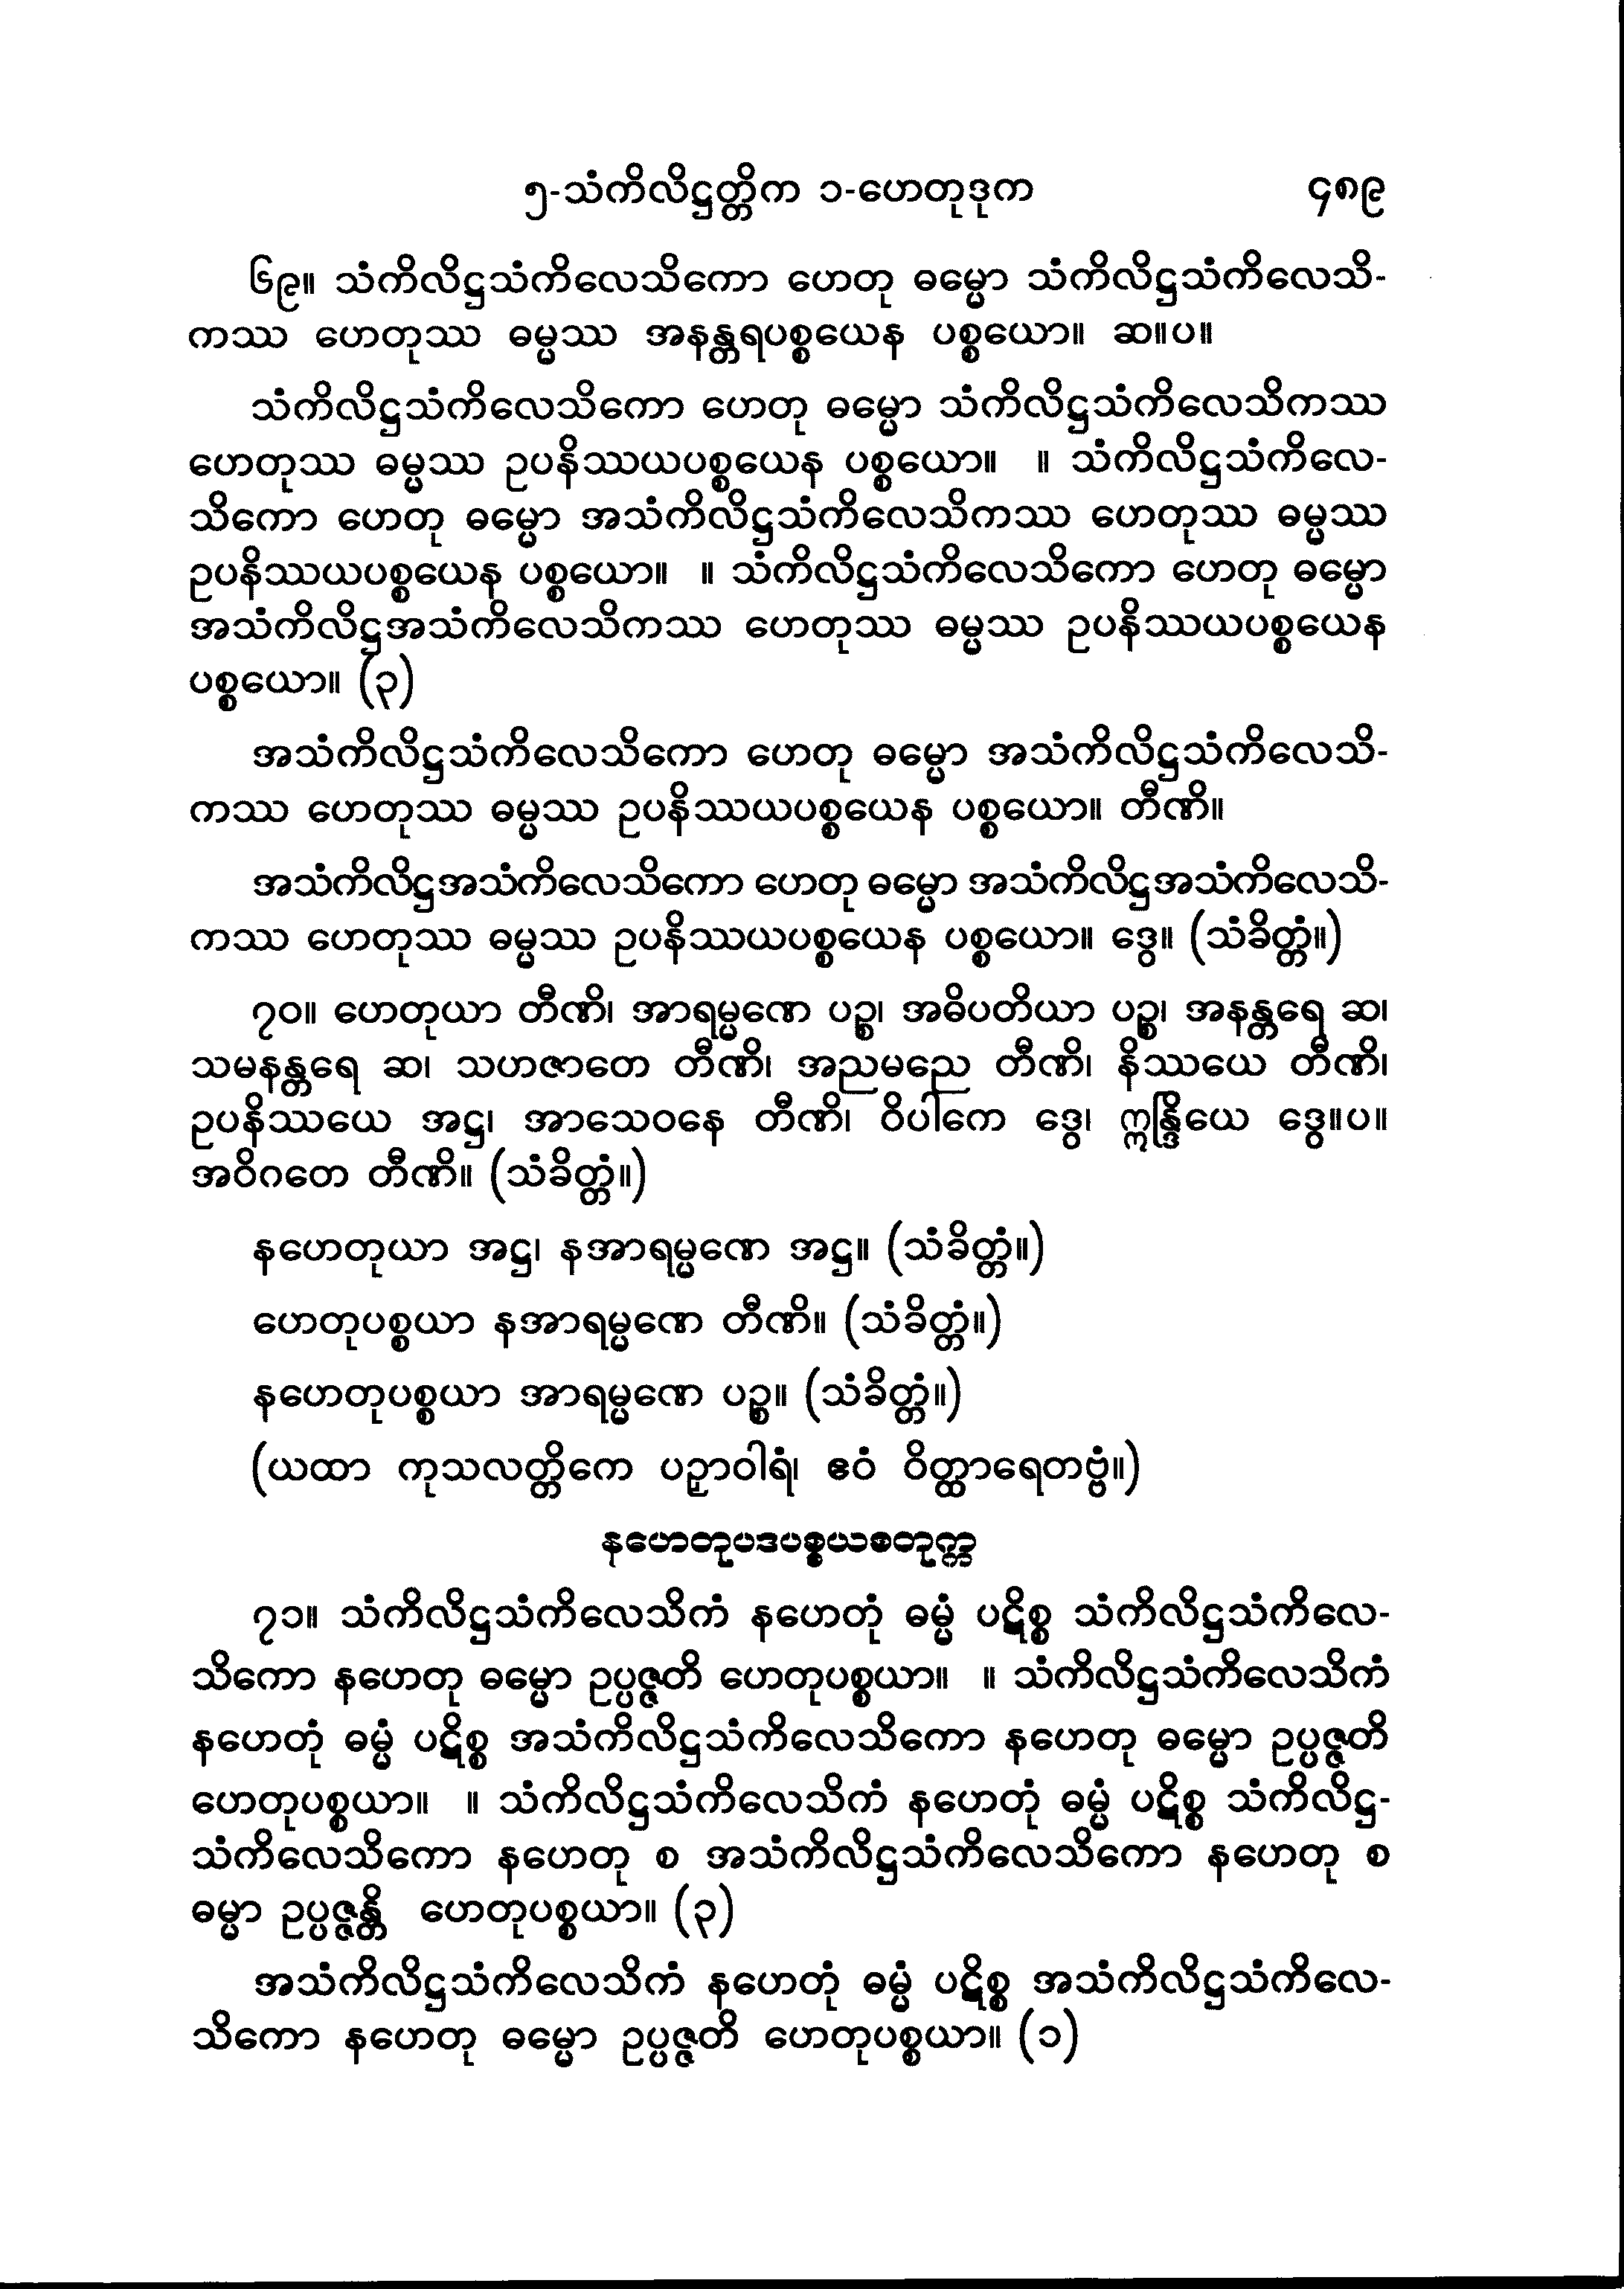 ၅-သံကိလိဋ္ဌတ္တိက ၁-ဟေတုဒုက ၄၈၉
၆၉။ သံကိလိဋ္ဌသံကိလေသိကော ဟေတု ဓမ္မော သံကိလိဋ္ဌသံကိလေသိ-
ကဿ ဟေတုဿ ဓမ္မဿ အနန္တရပစ္စယေန ပစ္စယော။ ဆ။ပ။
သံကိလိဋ္ဌသံကိလေသိကော ဟေတု ဓမ္မော သံကိလိဋ္ဌသံကိလေသိကဿ
ဟေတုဿ ဓမ္မဿ ဥပနိဿယပစ္စယေန ပစ္စယော။ ။ သံကိလိဋ္ဌသံကိလေ-
သိကော ဟေတု ဓမ္မော အသံကိလိဋ္ဌသံကိလေသိကဿ ဟေတုဿ ဓမ္မဿ
ဥပနိဿယပစ္စယေန ပစ္စယော။ ။ သံကိလိဋ္ဌသံကိလေသိကော ဟေတု ဓမ္မော
အသံကိလိဋ္ဌအသံကိလေသိကဿ ဟေတုဿ ဓမ္မဿ ဥပနိဿယပစ္စယေန
ပစ္စယော။ (၃)
အသံကိလိဋ္ဌသံကိလေသိကော ဟေတု ဓမ္မော အသံကိလိဋ္ဌသံကိလေသိ-
ကဿ ဟေတုဿ ဓမ္မဿ ဥပနိဿယပစ္စယေန ပစ္စယော။ တီဏိ။
အသံကိလိဋ္ဌအသံကိလေသိကော ဟေတု ဓမ္မော အသံကိလိဋ္ဌအသံကိလေသိ-
ကဿ ဟေတုဿ ဓမ္မဿ ဥပနိဿယပစ္စယေန ပစ္စယော။ ဒွေ။ (သံခိတ္တံ။)
၇၀။ ဟေတုယာ တီဏိ၊ အာရမ္မဏေ ပဉ္စ၊ အဓိပတိယာ ပဉ္စ၊ အနန္တရေ ဆ၊
သမနန္တရေ ဆ၊ သဟဇာတေ တီဏိ၊ အညမညေ တီဏိ၊ နိဿယေ တီဏိ၊
ဥပနိဿယေ အဋ္ဌ၊ အာသေဝနေ တီဏိ၊ ဝိပါကေ ဒွေ၊ ဣန္ဒြိယေ ဒွေ။ပ။
အဝိဂတေ တီဏိ။ (သံခိတ္တံ။)
နဟေတုယာ အဋ္ဌ၊ နအာရမ္မဏေ အဋ္ဌ။ (သံခိတ္တံ။)
ဟေတုပစ္စယာ နအာရမ္မဏေ တီဏိ။ (သံခိတ္တံ။)
နဟေတုပစ္စယာ အာရမ္မဏေ ပဉ္စ။ (သံခိတ္တံ။)
(ယထာ ကုသလတ္တိကေ ပဉှာဝါရံ၊ ဧဝံ ဝိတ္ထာရေတဗ္ဗံ။)
နဟေတုပဒပစ္စယစတုက္က
၇၁။ သံကိလိဋ္ဌသံကိလေသိကံ နဟေတုံ ဓမ္မံ ပဋိစ္စ သံကိလိဋ္ဌသံကိလေ-
သိကော နဟေတု ဓမ္မော ဥပ္ပဇ္ဇတိ ဟေတုပစ္စယာ။ ။ သံကိလိဋ္ဌသံကိလေသိကံ
နဟေတုံ ဓမ္မံ ပဋိစ္စ အသံကိလိဋ္ဌသံကိလေသိကော နဟေတု ဓမ္မော ဥပ္ပဇ္ဇတိ
ဟေတုပစ္စယာ။ ။ သံကိလိဋ္ဌသံကိလေသိကံ နဟေတုံ ဓမ္မံ ပဋိစ္စ သံကိလိဋ္ဌ-
သံကိလေသိကော နဟေတု စ အသံကိလိဋ္ဌသံကိလေသိကော နဟေတု စ
ဓမ္မာ ဥပ္ပဇ္ဇန္တိ ဟေတုပစ္စယာ။ (၃)
အသံကိလိဋ္ဌသံကိလေသိကံ နဟေတုံ ဓမ္မံ ပဋိစ္စ အသံကိလိဋ္ဌသံကိလေ-
သိကော နဟေတု ဓမ္မော ဥပ္ပဇ္ဇတိ ဟေတုပစ္စယာ။ (၁)